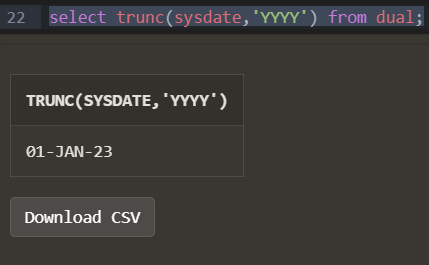 22 select trunc(sysdate,'YYYY') from dual;
TRUNC(SYSDATE,'YYYY')
01-JAN-23
Download CSV